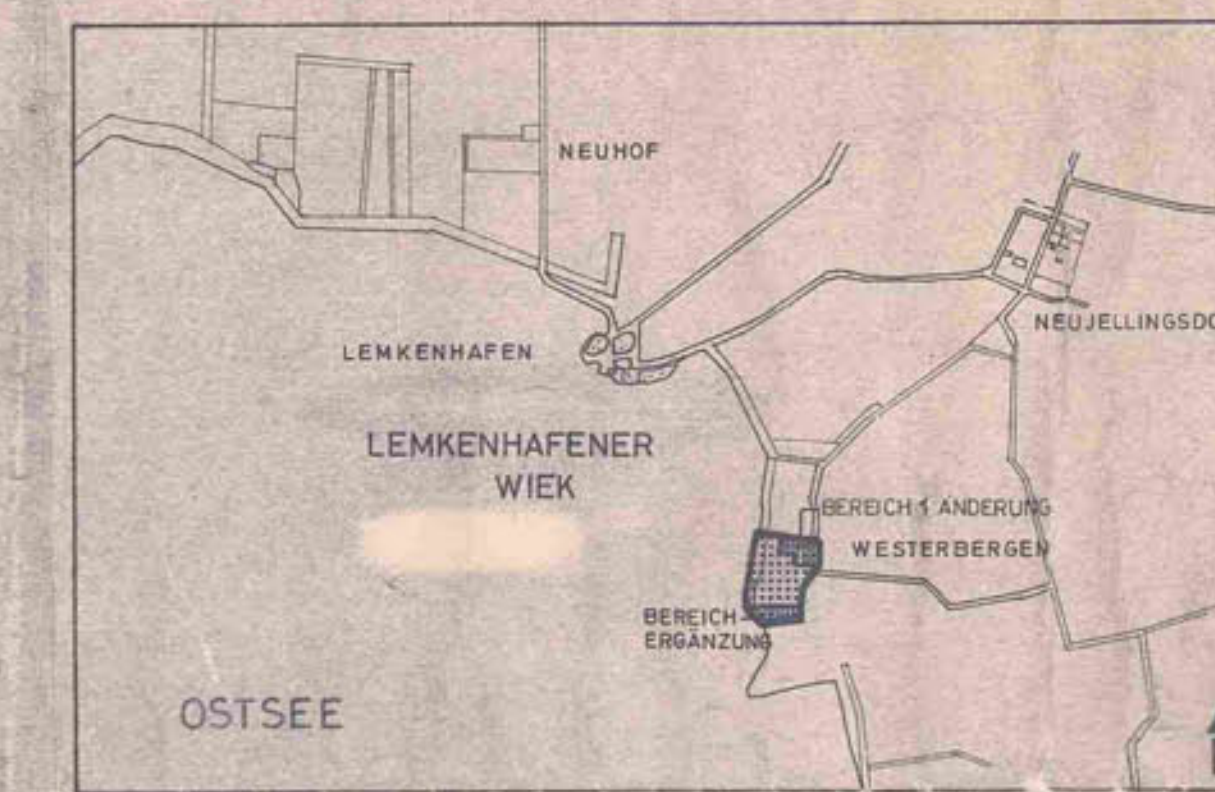 NEUHOF
NEUJELLINGSDO
LEMKENHAFEN
LEMKENHAFENER
WIEK
BEREICH 1 ÄNDERUNG
WESTERBERGEN
BEREICH-
ERGÄNZUNG
OSTSEE